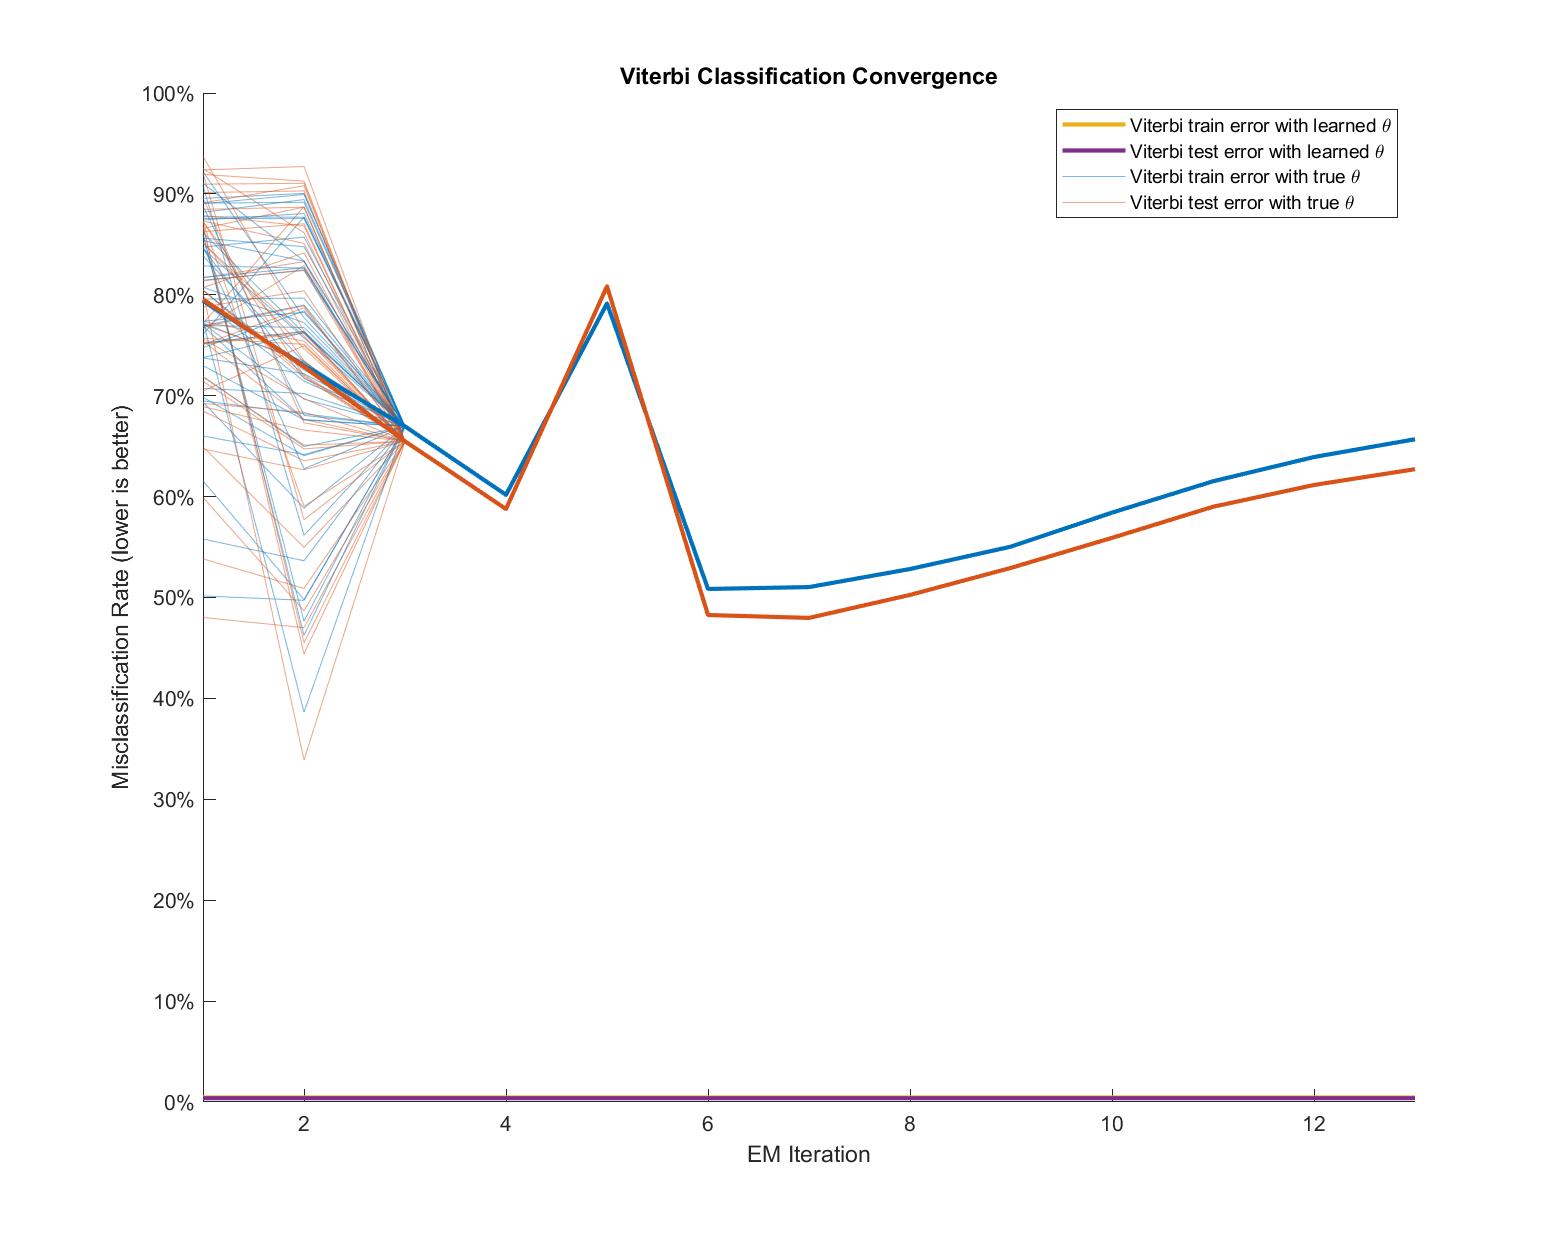 Viterbi Classification Convergence
Viterbi train error with learned θ
Viterbi test error with learned θ
Viterbi train error with true θ
Viterbi test error with true θ
Misclassification Rate (lower is better)
100%
90%
80%
70%
60%
50%
40%
30%
20%
10%
0%
2 4 6 8 10 12
EM Iteration